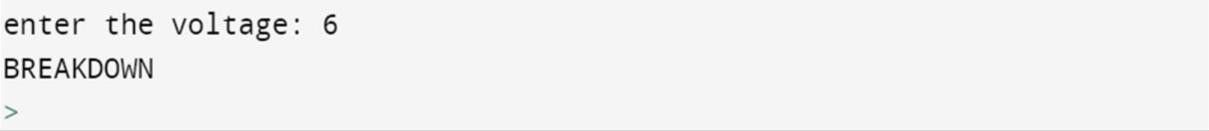 enter the voltage: 6
BREAKDOWN
>